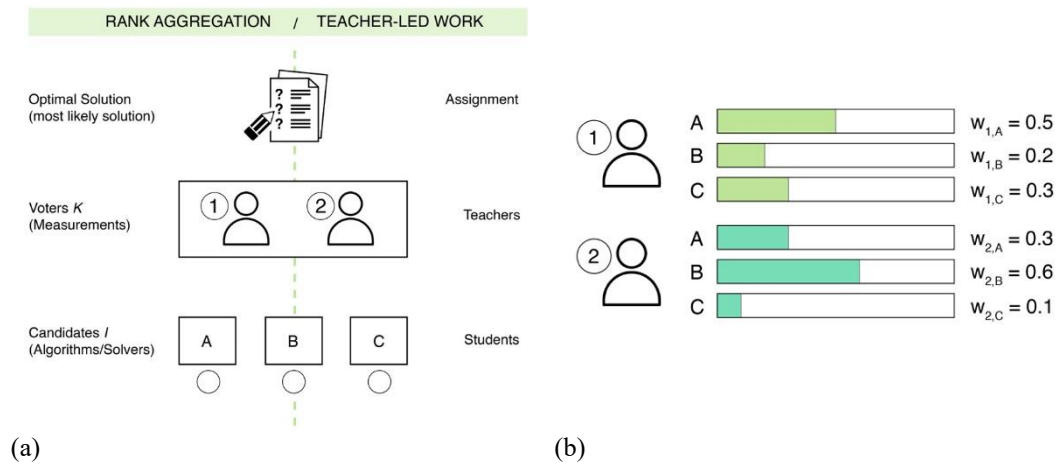 RANK AGGREGATION / TEACHER-LED WORK
Optimal Solution
(most likely solution)
? ? ?
Assignment
Voters K
(Measurements)
1 2
Teachers
Candidates I
(Algorithms/Solvers)
A B C
Students
(a)
1
A w1,A = 0.5
B w1,B = 0.2
C w1,C = 0.3
2
A w2,A = 0.3
B w2,B = 0.6
C w2,C = 0.1
(b)